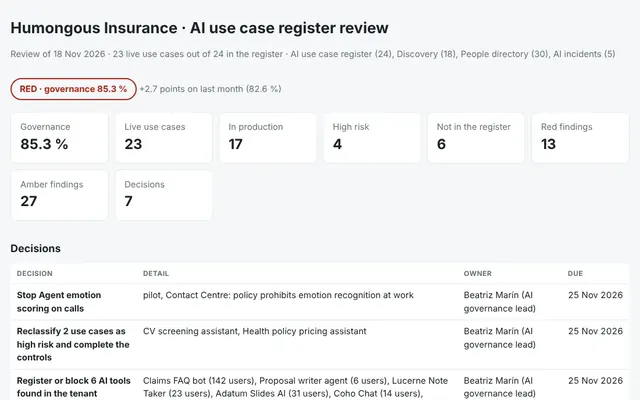 Humongous Insurance · AI use case register review
Review of 18 Nov 2026 · 23 live use cases out of 24 in the register · AI use case register (24), Discovery (18), People directory (30), AI incidents (5)
RED · governance 85.3 % +2.7 points on last month (82.6 %)
Governance
85.3 %
Live use cases
23
In production
17
High risk
4
Not in the register
6
Red findings
13
Amber findings
27
Decisions
7
Decisions
DECISION DETAIL OWNER DUE
Stop Agent emotion scoring on calls
pilot, Contact Centre: policy prohibits emotion recognition at work
Beatriz Marín (AI governance lead)
25 Nov 2026
Reclassify 2 use cases as high risk and complete the controls
CV screening assistant, Health policy pricing assistant
Beatriz Marín (AI governance lead)
25 Nov 2026
Register or block 6 AI tools found in the tenant
Claims FAQ bot (142 users), Proposal writer agent (6 users), Lucerne Note Taker (23 users), Adatum Slides AI (31 users), Coho Chat (14 users),
Beatriz Marín (AI governance lead)
25 Nov 2026